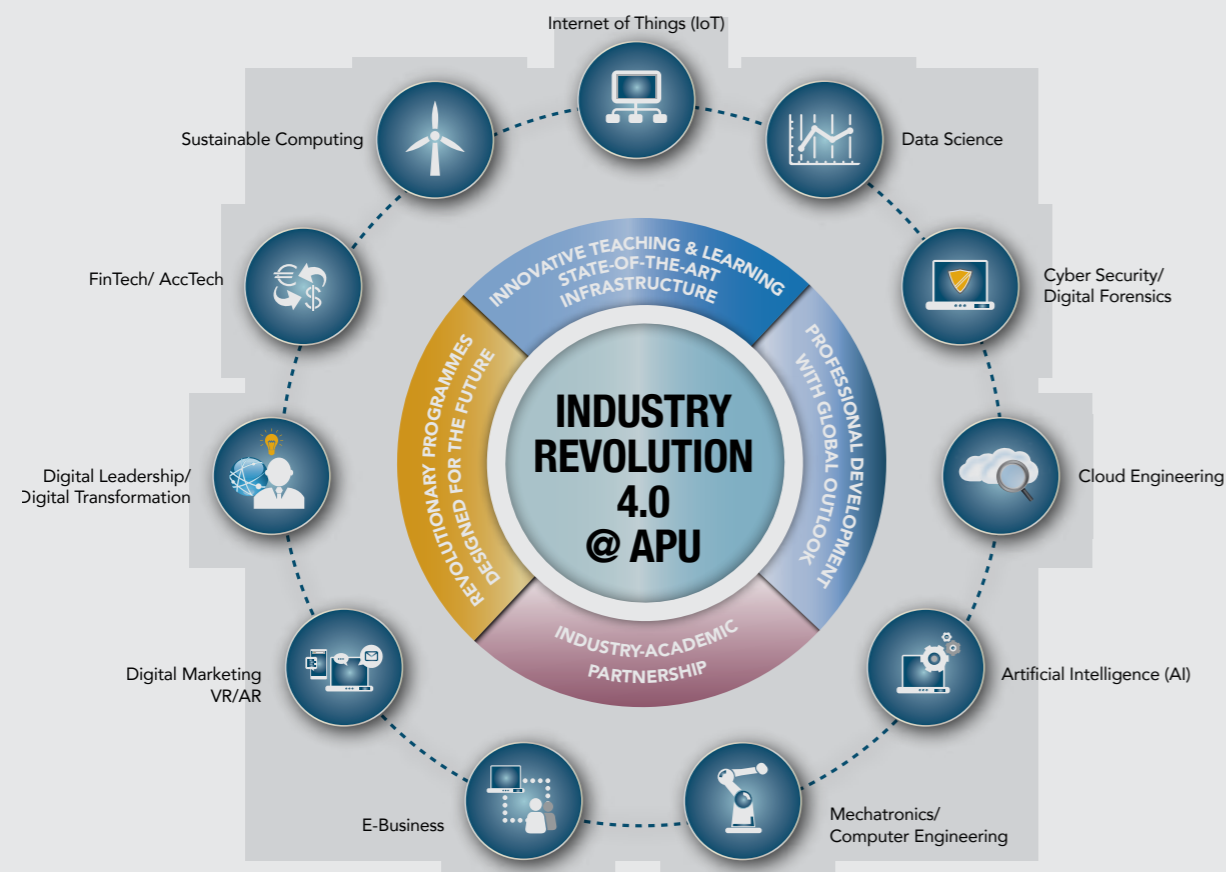 Internet of Things (IoT)
Data Science
Cyber Security/
Digital Forensics
Cloud Engineering
Artificial Intelligence (AI)
Mechatronics/
Computer Engineering
E-Business
Digital Marketing
VR/AR
Digital Leadership/
Digital Transformation
FinTech/ AccTech
Sustainable Computing
INNOVATIVE TEACHING & LEARNING
STATE-OF-THE-ART
INFRASTRUCTURE
PROFESSIONAL DEVELOPMENT
WITH GLOBAL OUTLOOK
INDUSTRY-ACADEMIC
PARTNERSHIP
REVOLUTIONARY PROGRAMMES
DESIGNED FOR THE FUTURE
INDUSTRY
REVOLUTION
4.0
@ APU